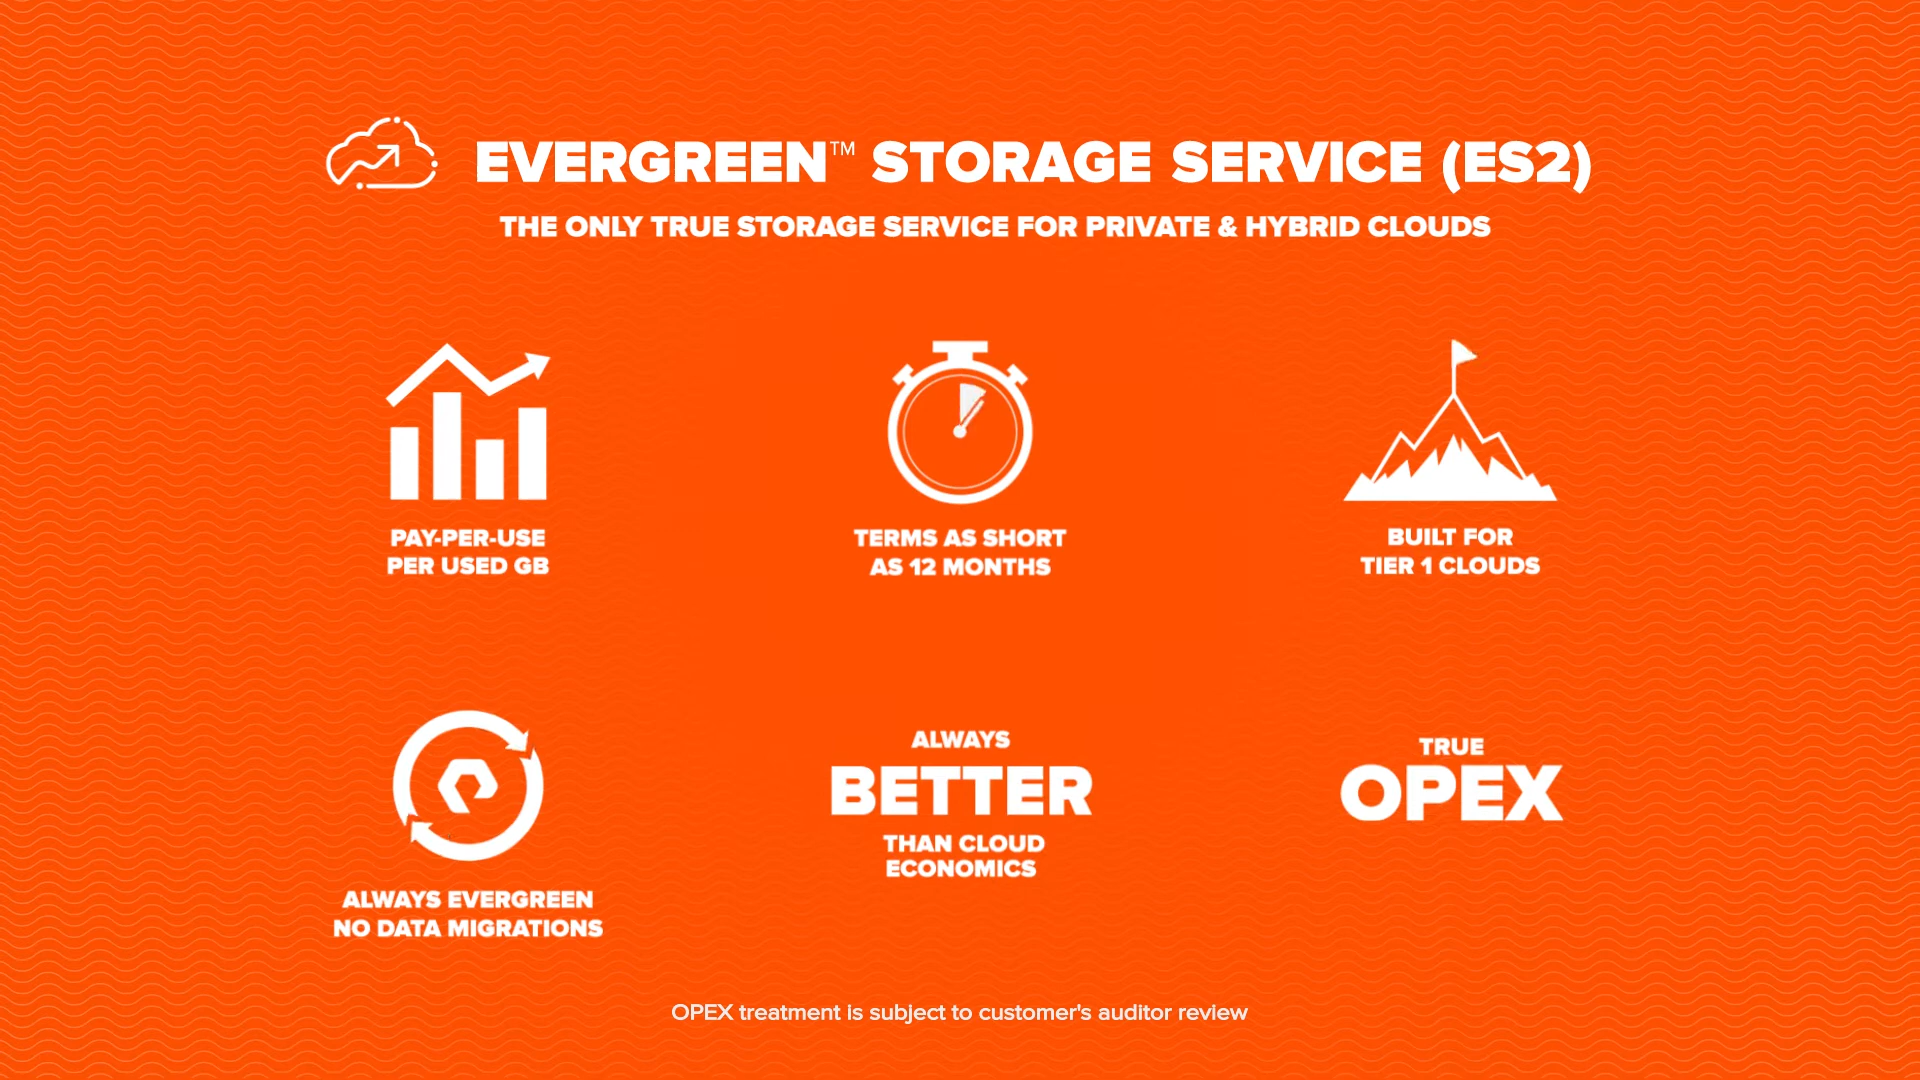 EVERGREEN™ STORAGE SERVICE (ES2)
THE ONLY TRUE STORAGE SERVICE FOR PRIVATE & HYBRID CLOUDS
PAY-PER-USE
PER USED GB
TERMS AS SHORT
AS 12 MONTHS
BUILT FOR
TIER 1 CLOUDS
ALWAYS EVERGREEN
NO DATA MIGRATIONS
ALWAYS
BETTER
THAN CLOUD
ECONOMICS
TRUE
OPEX
OPEX treatment is subject to customer's auditor review